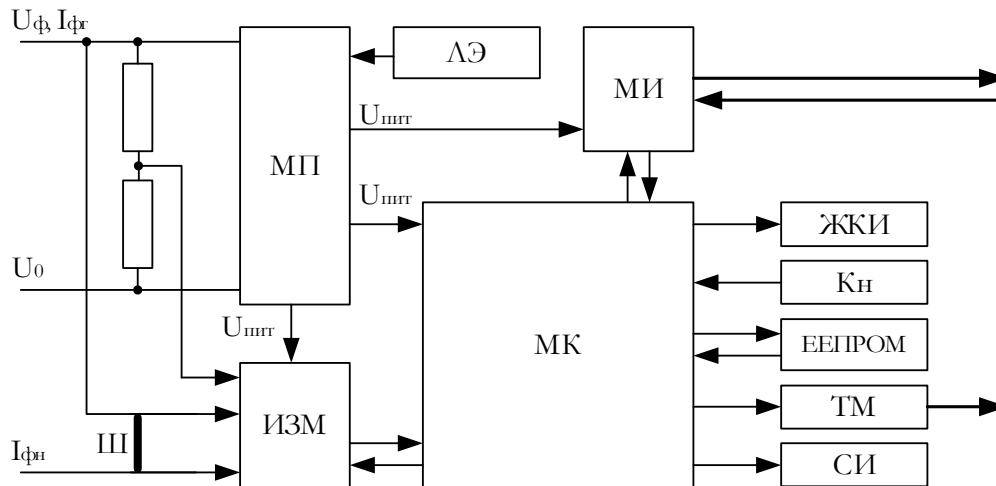 Uф, Iфг
ЛЭ
МИ
Uпит
МП
Uпит
ЖКИ
U0
Кн
Uпит
МК
ЕЕПРОМ
ИЗМ
ТМ
Ш
Iфн
СИ